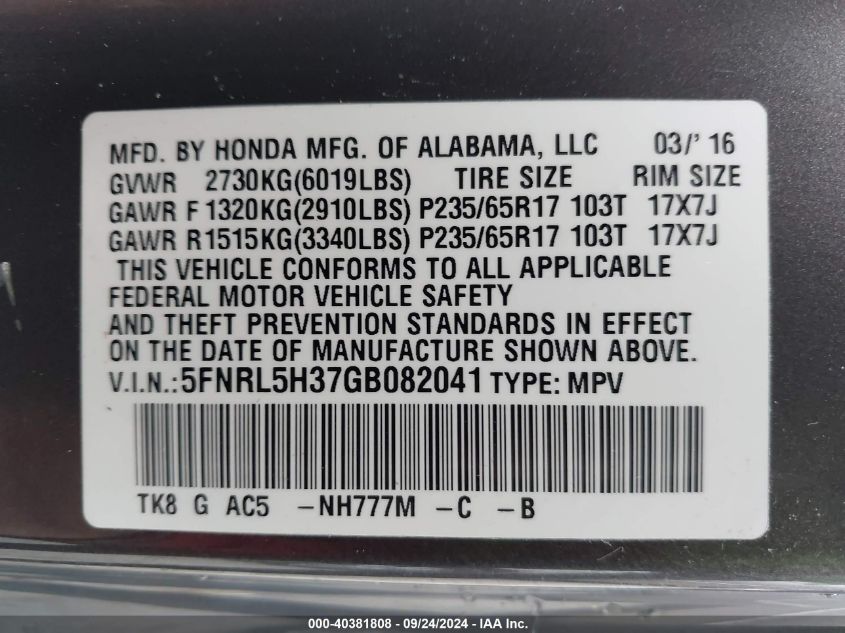 MFD. BY HONDA MFG. OF ALABAMA, LLC 03/' 16
GVWR 2730KG(6019LBS) TIRE SIZE RIM SIZE
GAWR F 1320KG(2910LBS) P235/65R17 103T 17X7J
GAWR R1515KG(3340LBS) P235/65R17 103T 17X7J
THIS VEHICLE CONFORMS TO ALL APPLICABLE
FEDERAL MOTOR VEHICLE SAFETY
AND THEFT PREVENTION STANDARDS IN EFFECT
ON THE DATE OF MANUFACTURE SHOWN ABOVE.
V.I.N.:5FNRL5H37GB082041 TYPE: MPV
TK8 G AC5 -NH777M -C -B
000-40381808 - 09/24/2024 - IAA Inc.